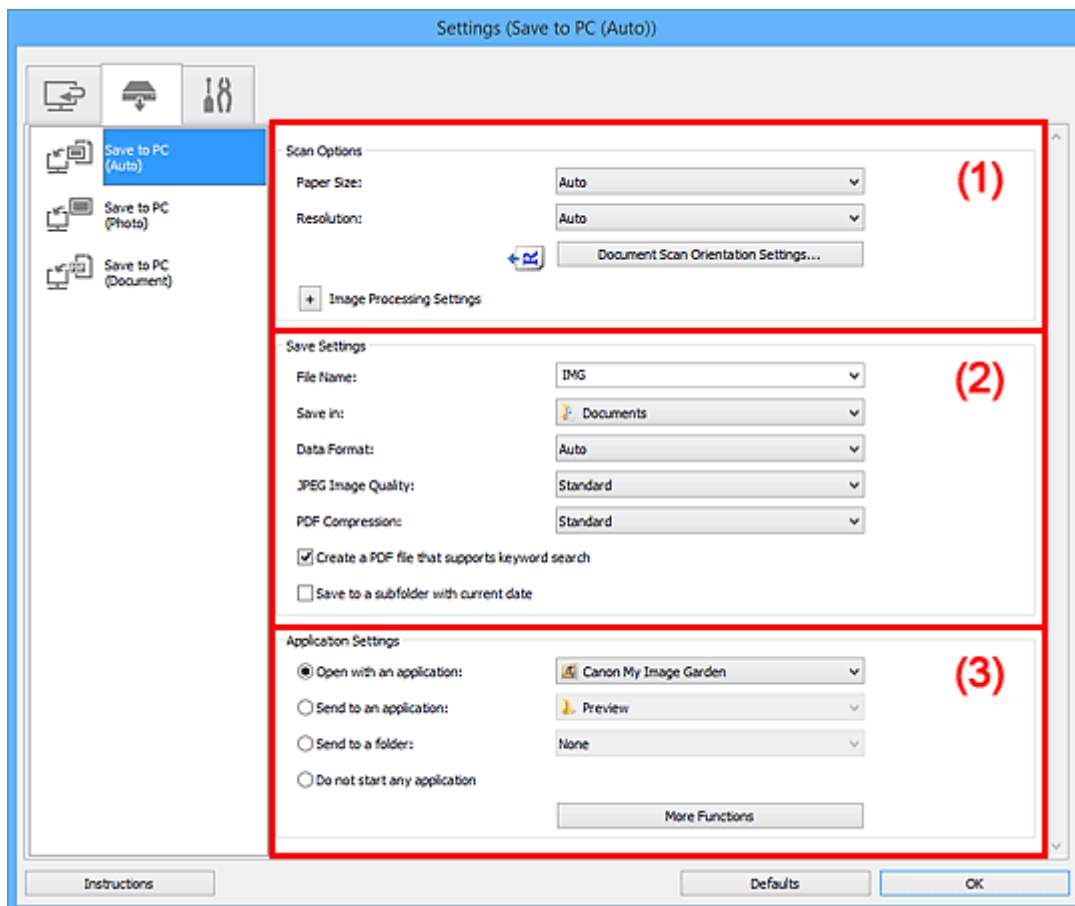 Settings (Save to PC (Auto))
Save to PC
(Auto)
Save to PC
(Photo)
Save to PC
(Document)
Scan Options
(1)
Paper Size: Auto
Resolution: Auto
Document Scan Orientation Settings...
+ Image Processing Settings
Save Settings
(2)
File Name: IMG
Save in: Documents
Data Format: Auto
JPEG Image Quality: Standard
PDF Compression: Standard
Create a PDF file that supports keyword search
Save to a subfolder with current date
Application Settings
(3)
Open with an application: Canon My Image Garden
Send to an application: Preview
Send to a folder: None
Do not start any application
More Functions
Instructions Defaults OK